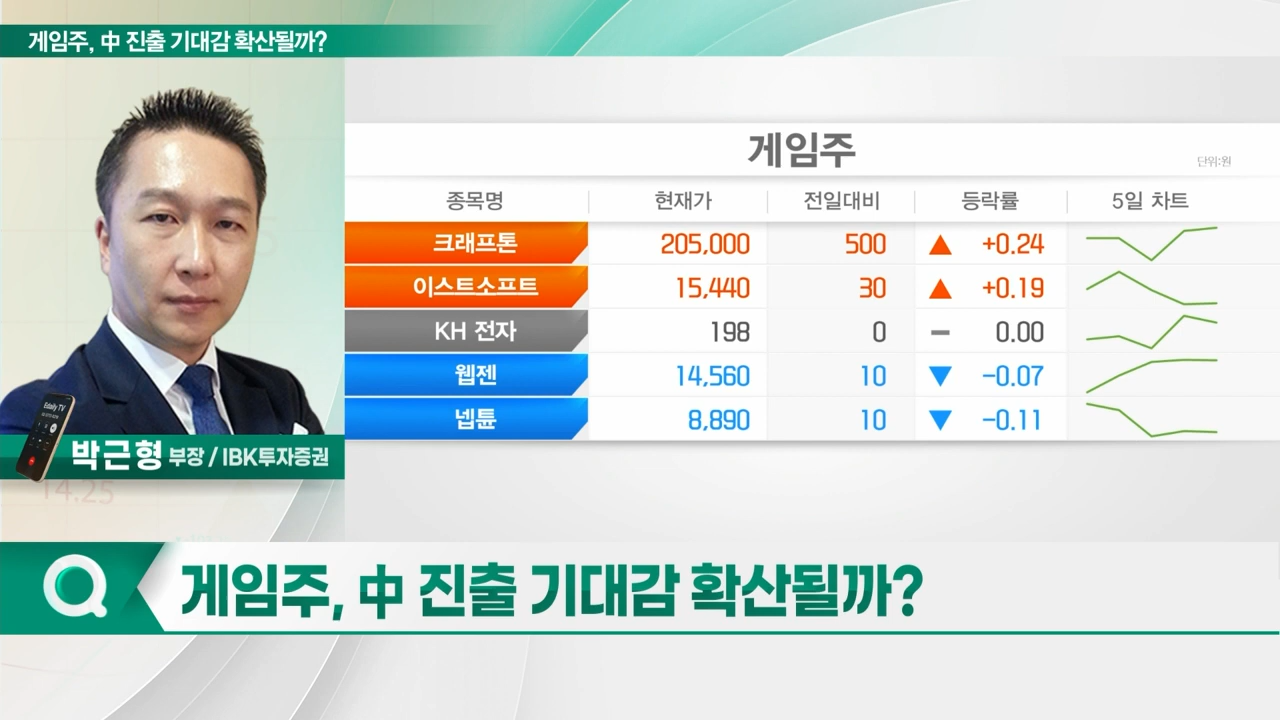 게임주, 中 진출 기대감 확산될까?
게임주
단위:원
종목명 현재가 전일대비 등락률 5일 차트
크래프톤 205,000 500 ▲ +0.24
이스트소프트 15,440 30 ▲ +0.19
KH 전자 198 0 － 0.00
웹젠 14,560 10 ▼ -0.07
넵튠 8,890 10 ▼ -0.11
Edaily TV
박근형 부장 / IBK투자증권
14.25
Q 게임주, 中 진출 기대감 확산될까?